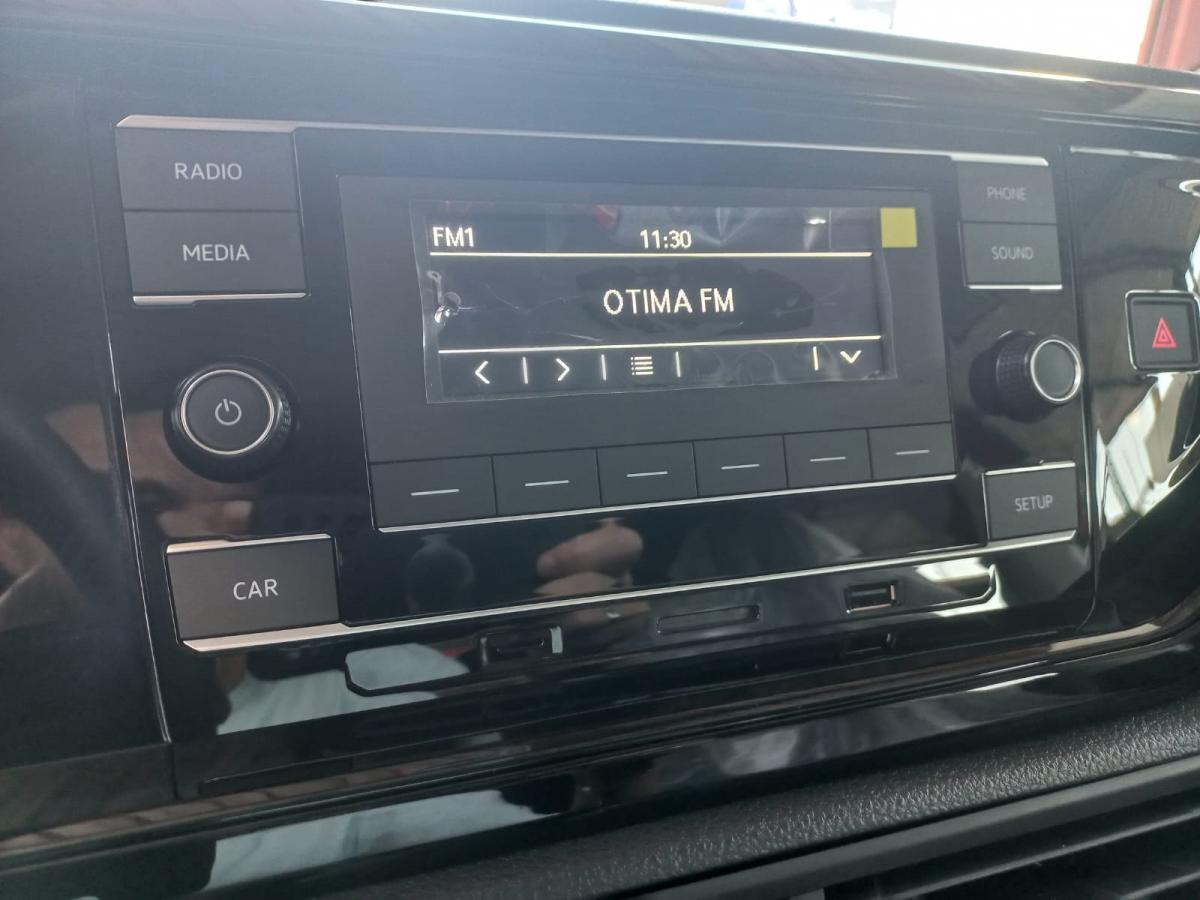 RADIO
MEDIA
FM1 11:30
OTIMA FM
PHONE
SOUND
CAR
SETUP